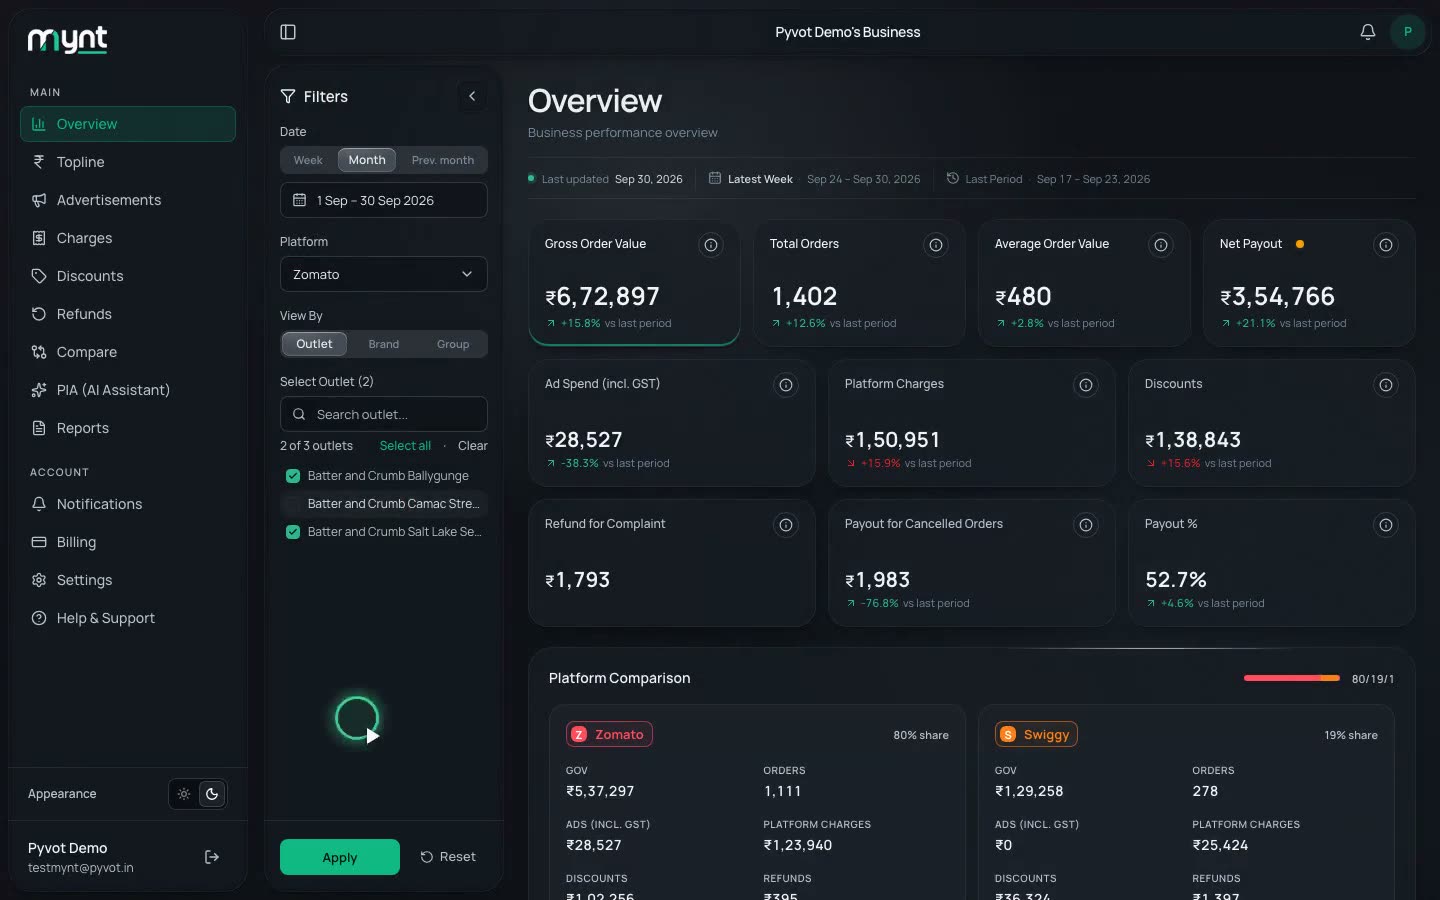 mynt
MAIN
Overview
Topline
Advertisements
Charges
Discounts
Refunds
Compare
PIA (AI Assistant)
Reports
ACCOUNT
Notifications
Billing
Settings
Help & Support
Appearance
Pyvot Demo
testmynt@pyvot.in
Pyvot Demo's Business
P
Filters
Date
Week Month Prev. month
1 Sep – 30 Sep 2026
Platform
Zomato
View By
Outlet Brand Group
Select Outlet (2)
Search outlet...
2 of 3 outlets Select all · Clear
Batter and Crumb Ballygunge
Batter and Crumb Camac Stre...
Batter and Crumb Salt Lake Se...
Apply Reset
Overview
Business performance overview
Last updated Sep 30, 2026 Latest Week · Sep 24 – Sep 30, 2026 Last Period · Sep 17 – Sep 23, 2026
Gross Order Value
₹6,72,897
+15.8% vs last period
Total Orders
1,402
+12.6% vs last period
Average Order Value
₹480
+2.8% vs last period
Net Payout
₹3,54,766
+21.1% vs last period
Ad Spend (incl. GST)
₹28,527
-38.3% vs last period
Platform Charges
₹1,50,951
+15.9% vs last period
Discounts
₹1,38,843
+15.6% vs last period
Refund for Complaint
₹1,793
Payout for Cancelled Orders
₹1,983
-76.8% vs last period
Payout %
52.7%
+4.6% vs last period
Platform Comparison
80/19/1
Z Zomato
80% share
GOV ORDERS
₹5,37,297 1,111
ADS (INCL. GST) PLATFORM CHARGES
₹28,527 ₹1,23,940
DISCOUNTS REFUNDS
₹1,02,256 ₹395
S Swiggy
19% share
GOV ORDERS
₹1,29,258 278
ADS (INCL. GST) PLATFORM CHARGES
₹0 ₹25,424
DISCOUNTS REFUNDS
₹36,324 ₹1,397